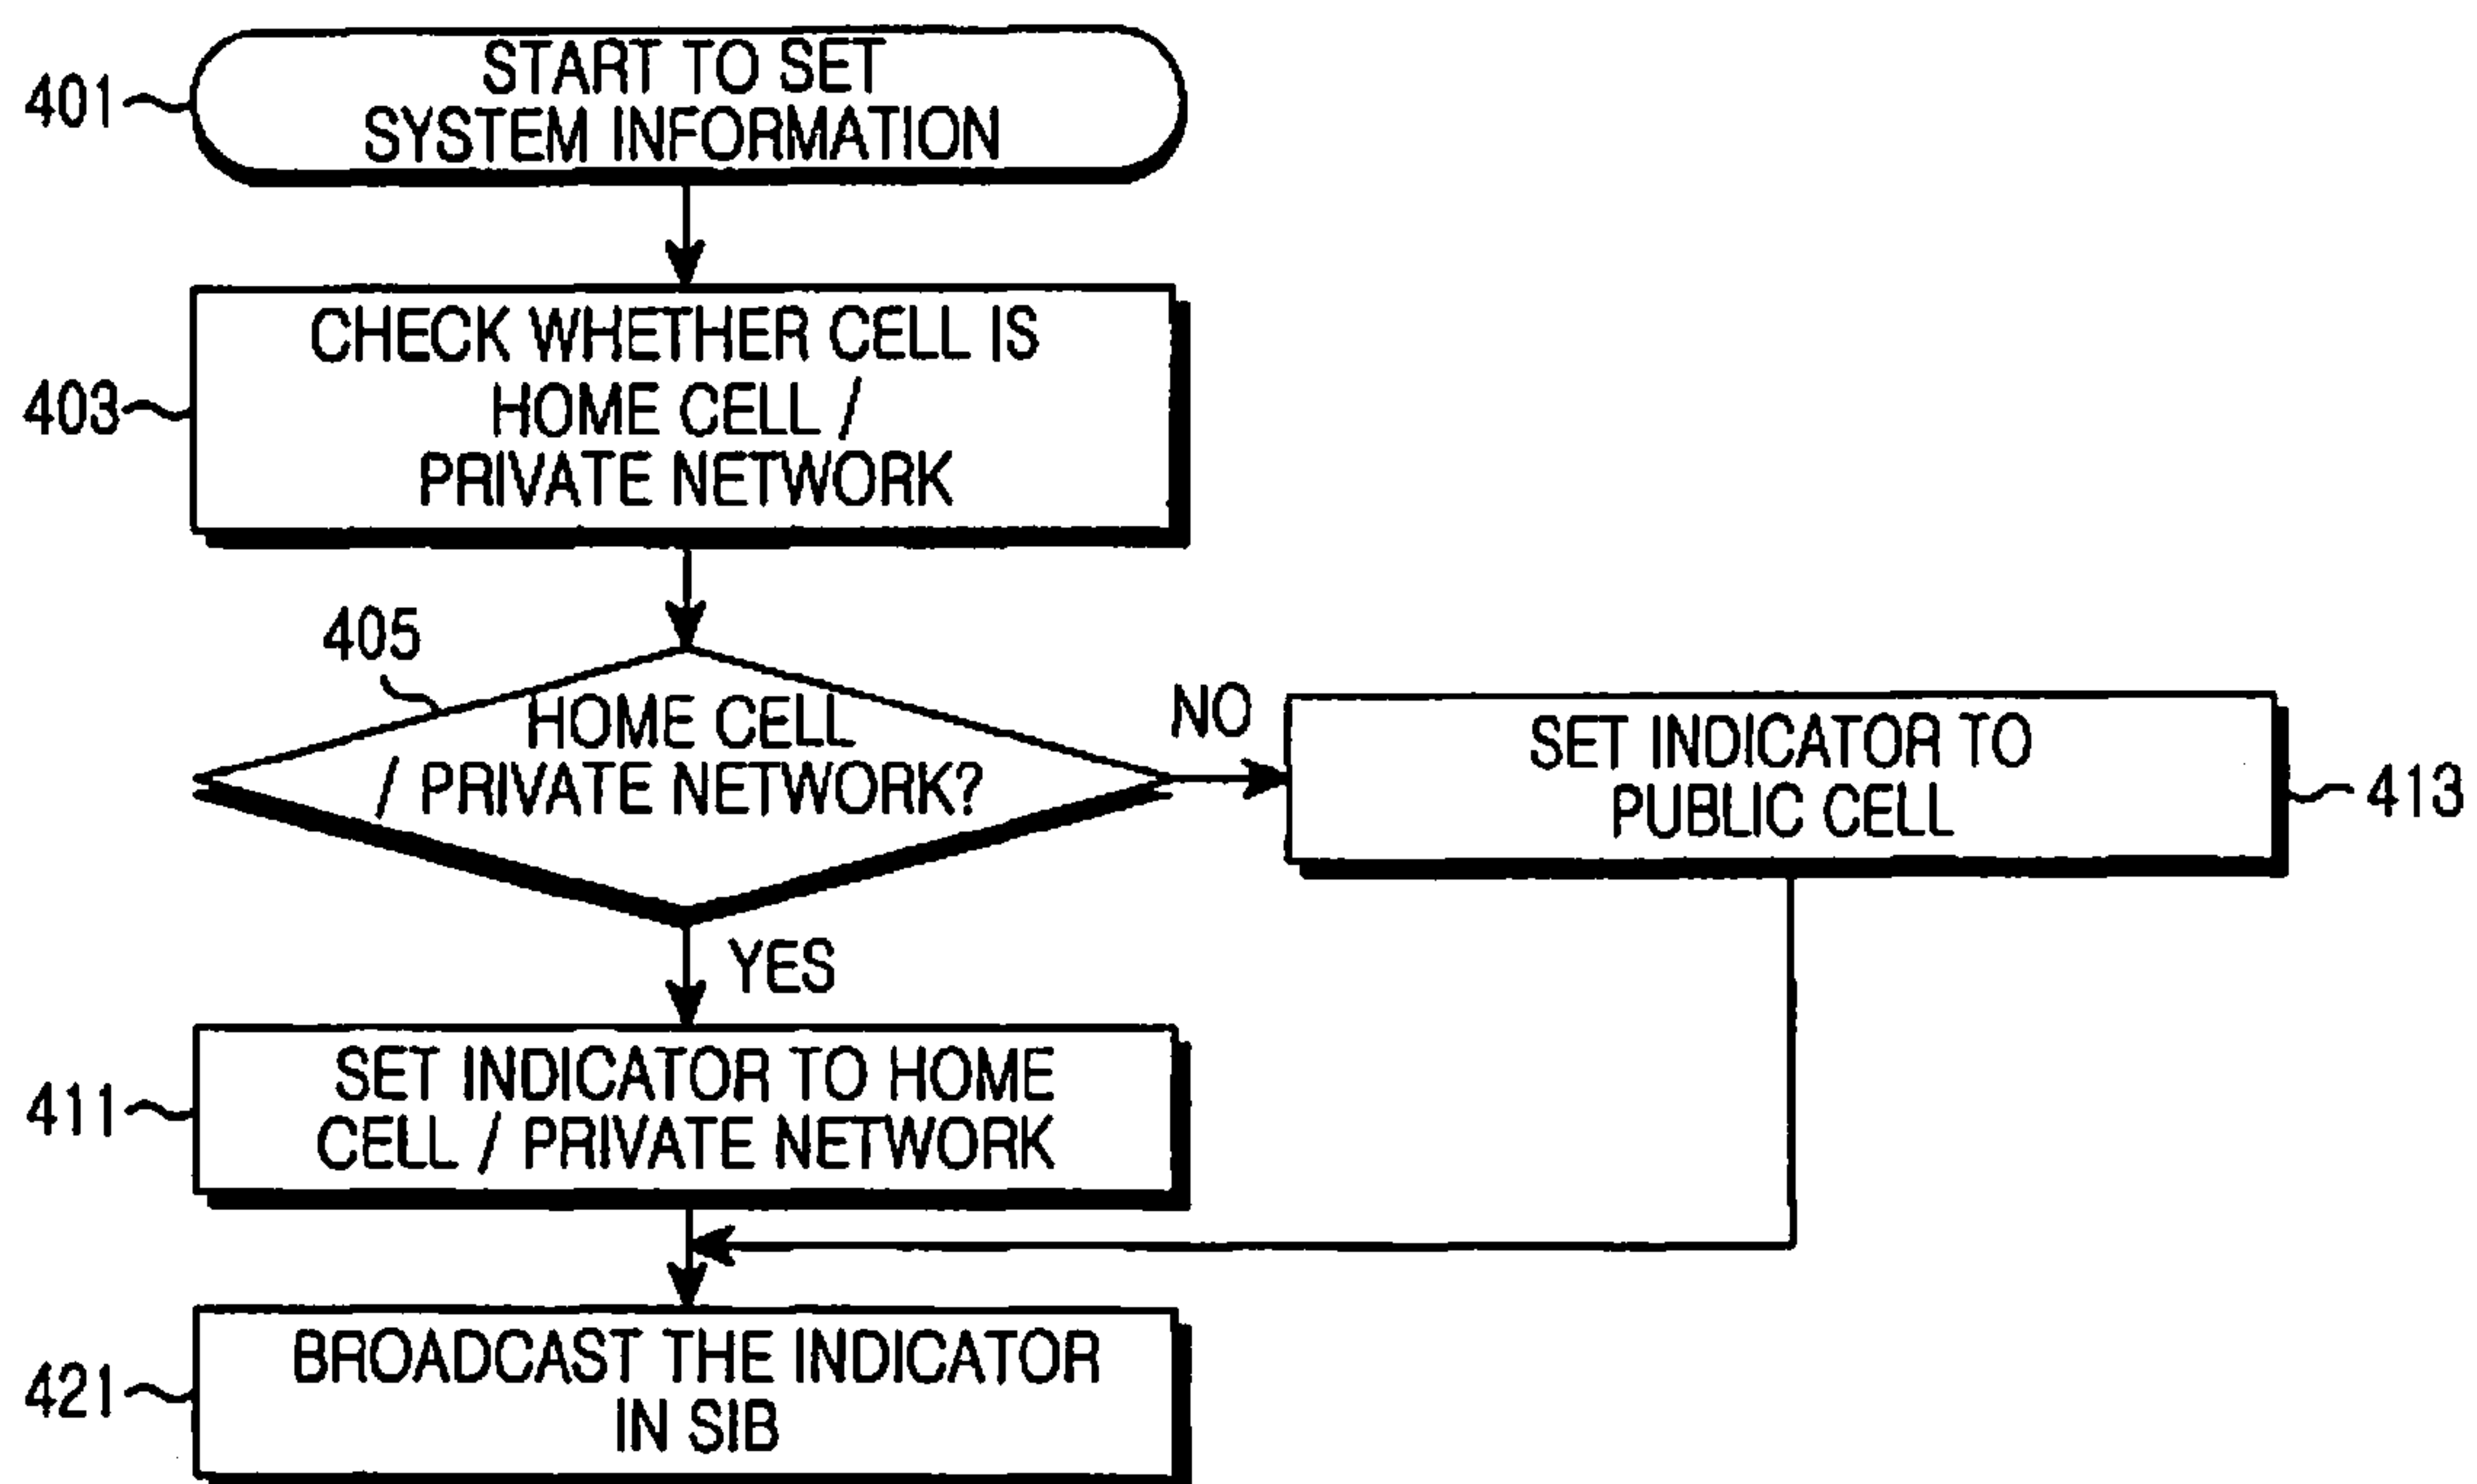 START TO SET
SYSTEM INFORMATION
401
CHECK WHETHER CELL IS
HOME CELL /
PRIVATE NETWORK
403
405
HOME CELL
/ PRIVATE NETWORK?
NO
SET INDICATOR TO
PUBLIC CELL
413
YES
SET INDICATOR TO HOME
CELL / PRIVATE NETWORK
411
BROADCAST THE INDICATOR
IN SIB
421